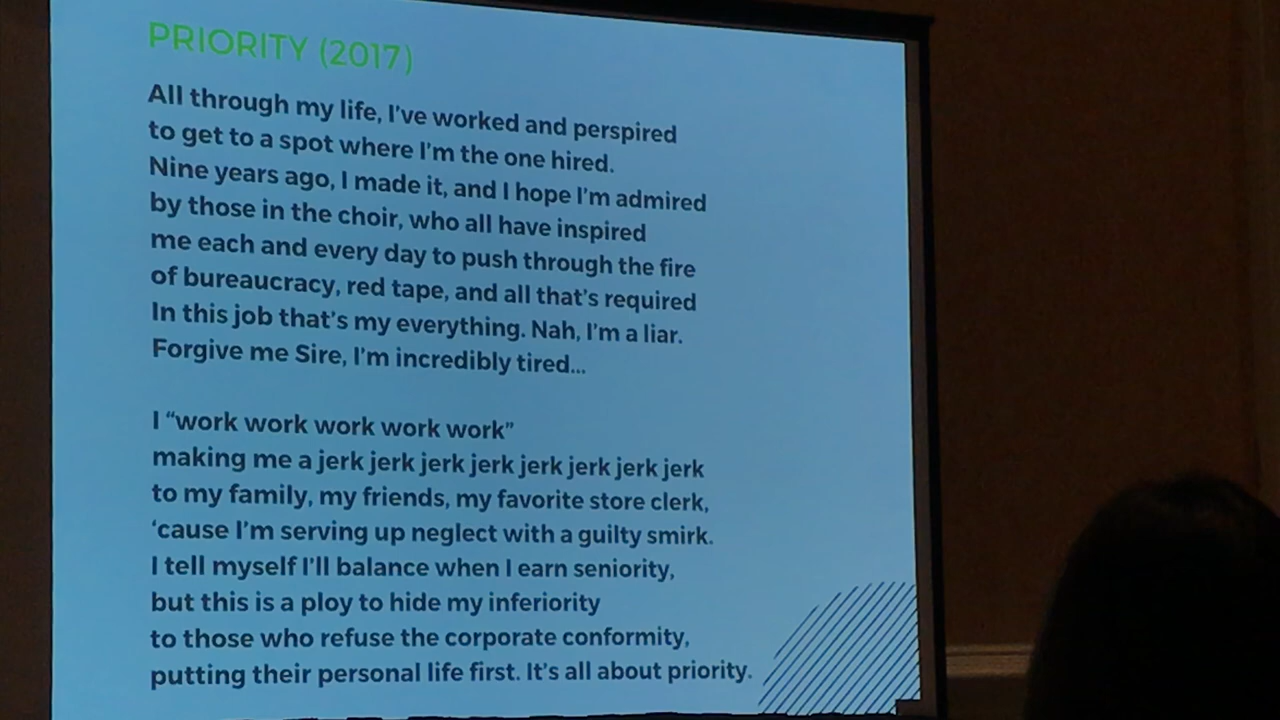 PRIORITY (2017)
All through my life, I've worked and perspired
to get to a spot where I'm the one hired.
Nine years ago, I made it, and I hope I'm admired
by those in the choir, who all have inspired
me each and every day to push through the fire
of bureaucracy, red tape, and all that's required
In this job that's my everything. Nah, I'm a liar.
Forgive me Sire, I'm incredibly tired...
I “work work work work work”
making me a jerk jerk jerk jerk jerk jerk jerk jerk
to my family, my friends, my favorite store clerk,
‘cause I'm serving up neglect with a guilty smirk.
I tell myself I'll balance when I earn seniority,
but this is a ploy to hide my inferiority
to those who refuse the corporate conformity,
putting their personal life first. It's all about priority.